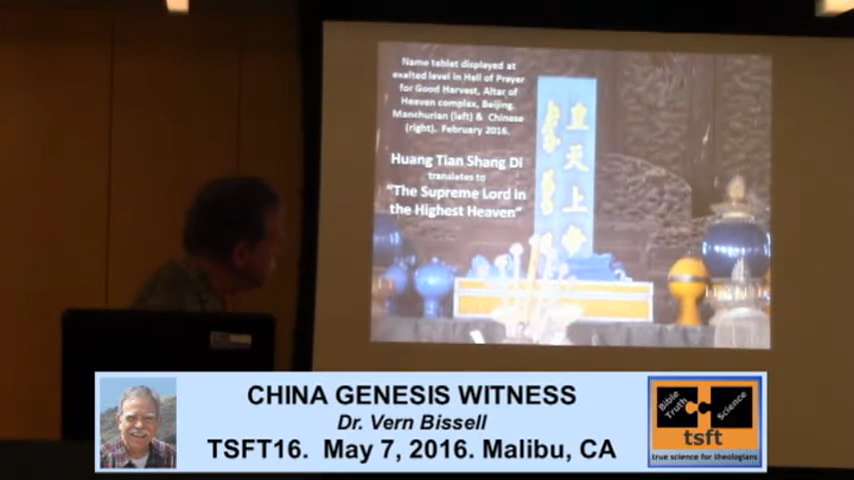 Name tablet displayed at
exalted level in Hall of Prayer
for Good Harvest, Altar of
Heaven complex, Beijing.
Manchurian (left) & Chinese
(right). February 2016.
Huang Tian Shang Di
translates to
"The Supreme Lord in
the Highest Heaven"
皇天上帝
CHINA GENESIS WITNESS
Dr. Vern Bissell
TSFT16. May 7, 2016. Malibu, CA
Bible Truth
Science
tsft
true science for theologians